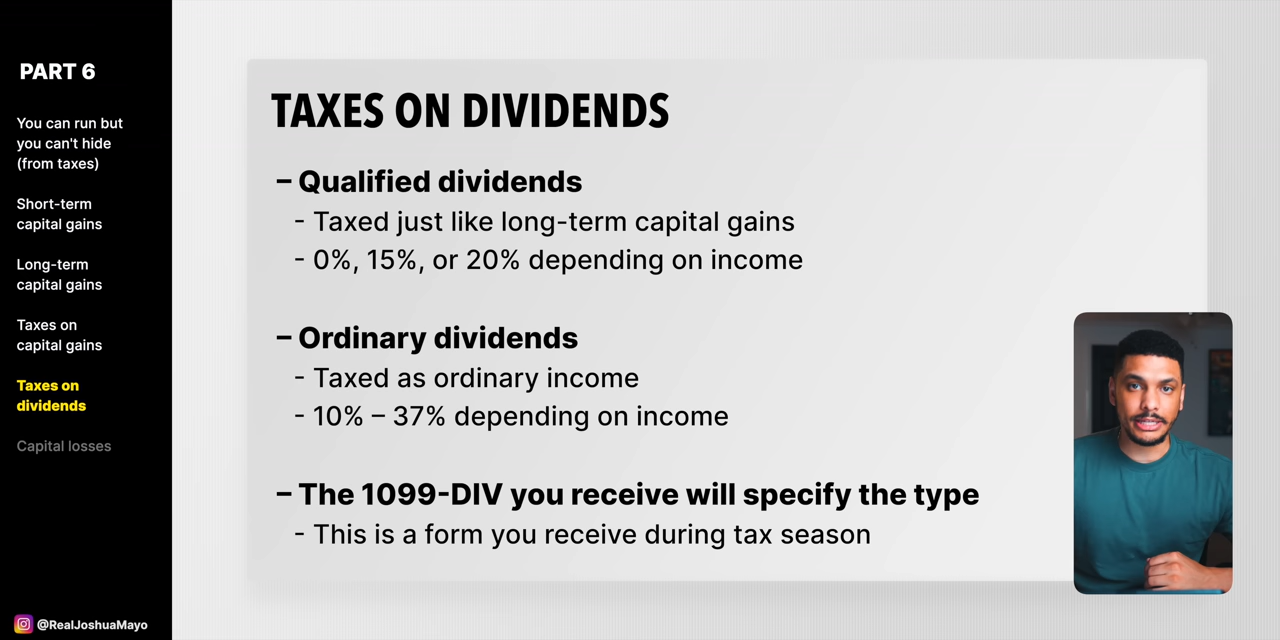 PART 6
You can run but
you can't hide
(from taxes)
Short-term
capital gains
Long-term
capital gains
Taxes on
capital gains
Taxes on
dividends
Capital losses
@RealJoshuaMayo
TAXES ON DIVIDENDS
– Qualified dividends
- Taxed just like long-term capital gains
- 0%, 15%, or 20% depending on income
– Ordinary dividends
- Taxed as ordinary income
- 10% – 37% depending on income
– The 1099-DIV you receive will specify the type
- This is a form you receive during tax season